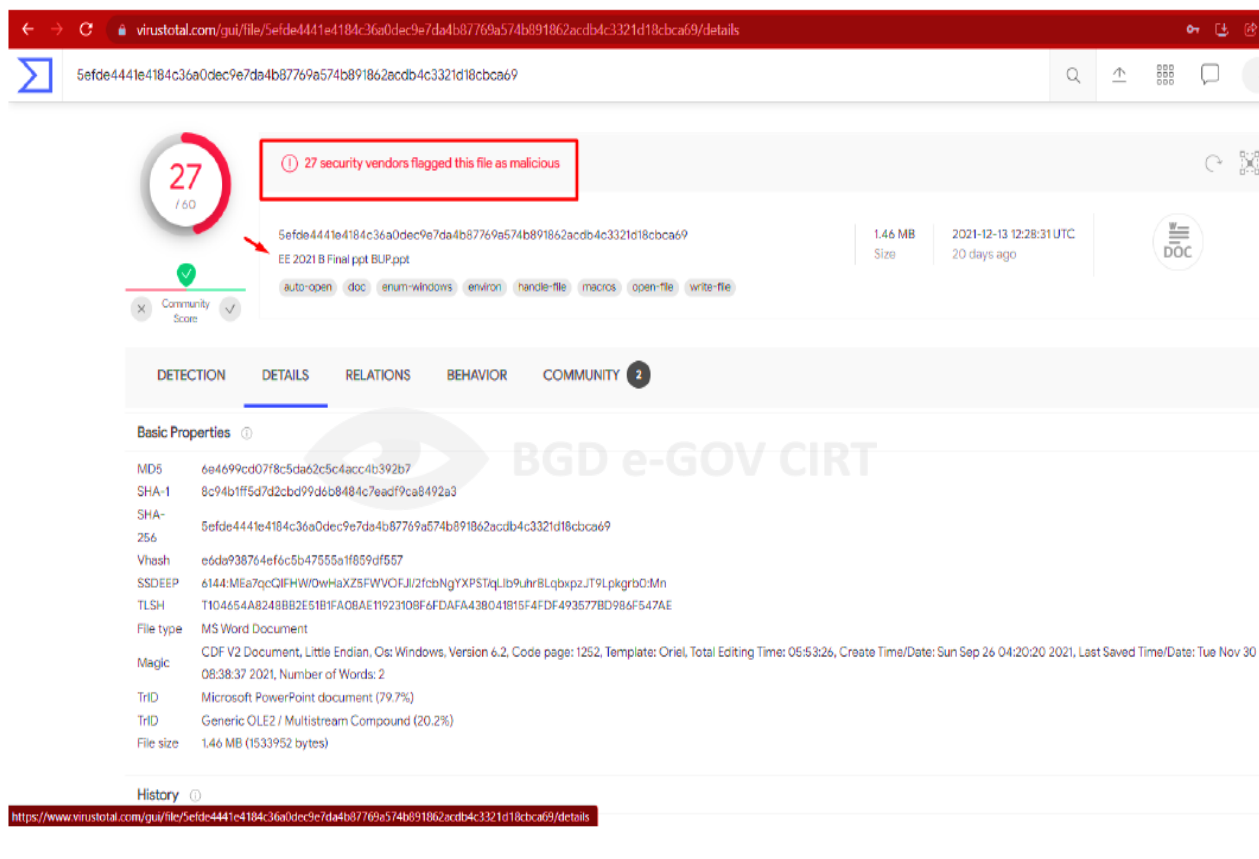 virustotal.com/gui/file/5efde4441e4184c36a0dec9e7da4b87769a574b891862acdb4c3321d18cbca69/details
5efde4441e4184c36a0dec9e7da4b87769a574b891862acdb4c3321d18cbca69
27
/ 60
27 security vendors flagged this file as malicious
5efde4441e4184c36a0dec9e7da4b87769a574b891862acdb4c3321d18cbca69
EE 2021 B Final ppt BUP.ppt
1.46 MB
Size
2021-12-13 12:28:31 UTC
20 days ago
W
DOC
auto-open doc enum-windows environ handle-file macros open-file write-file
Community
Score
DETECTION DETAILS RELATIONS BEHAVIOR COMMUNITY 2
Basic Properties
BGD e-GOV CIRT
MD5 6e4699cd07f8c5da62c5c4acc4b392b7
SHA-1 8c94b1ff5d7d2cbd99d6b8484c7eadf9ca8492a3
SHA-
256
5efde4441e4184c36a0dec9e7da4b87769a574b891862acdb4c3321d18cbca69
Vhash e6da938764ef6c5b47555a1f859df557
SSDEEP 6144:MEa7qcQIFHW/0wHaXZ5FWVOFJI/2fcbNgYXPST/qLIb9uhrBLqbxpzJT9Lpkgrb0:Mn
TLSH T104654A8248BB2E51B1FA08AE11923108F6FDAFA438041815F4FDF493577BD986F547AE
File type MS Word Document
Magic
CDF V2 Document, Little Endian, Os: Windows, Version 6.2, Code page: 1252, Template: Oriel, Total Editing Time: 05:53:26, Create Time/Date: Sun Sep 26 04:20:20 2021, Last Saved Time/Date: Tue Nov 30
08:38:37 2021, Number of Words: 2
TrID Microsoft PowerPoint document (79.7%)
TrID Generic OLE2 / Multistream Compound (20.2%)
File size 1.46 MB (1533952 bytes)
History
https://www.virustotal.com/gui/file/5efde4441e4184c36a0dec9e7da4b87769a574b891862acdb4c3321d18cbca69/details